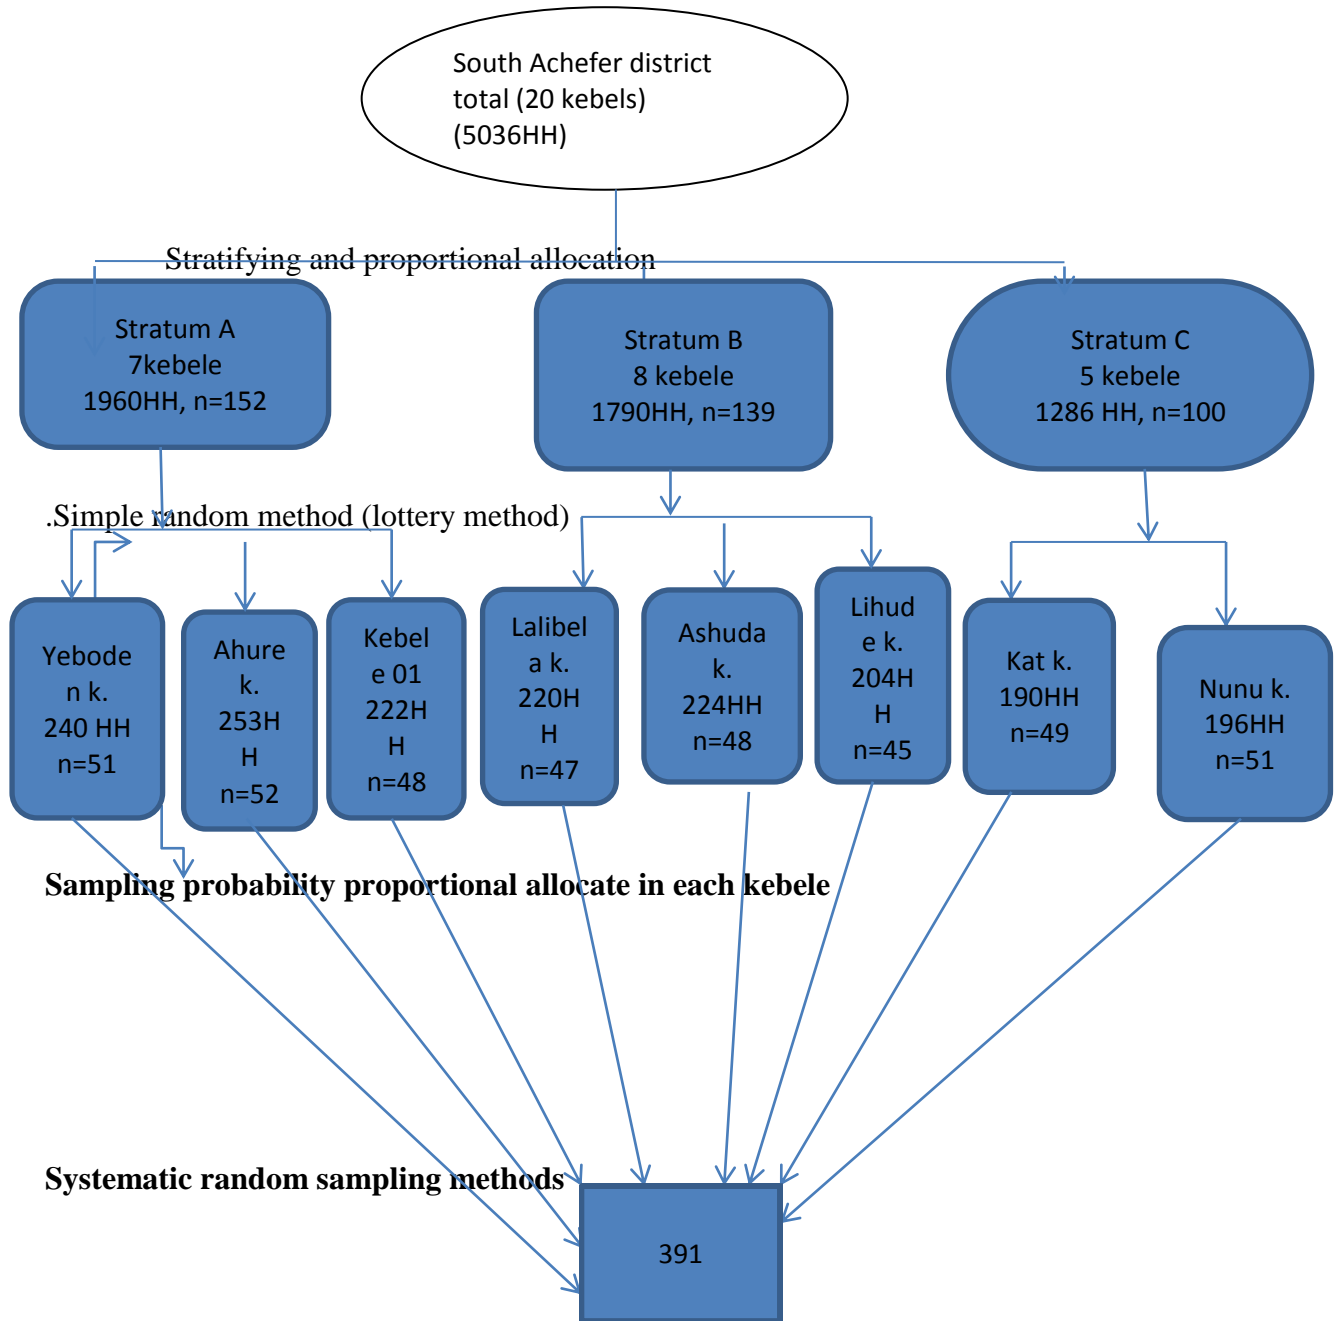 South Achefer district
total (20 kebels)
(5036HH)
Stratifying and proportional allocation
Stratum A
7kebele
1960HH, n=152
Stratum B
8 kebele
1790HH, n=139
Stratum C
5 kebele
1286 HH, n=100
.Simple random method (lottery method)
Yebode
n k.
240 HH
n=51
Ahure
k.
253H
H
n=52
Kebel
e 01
222H
H
n=48
Lalibel
a k.
220H
H
n=47
Ashuda
k.
224HH
n=48
Lihud
e k.
204H
H
n=45
Kat k.
190HH
n=49
Nunu k.
196HH
n=51
Sampling probability proportional allocate in each kebele
Systematic random sampling methods
391